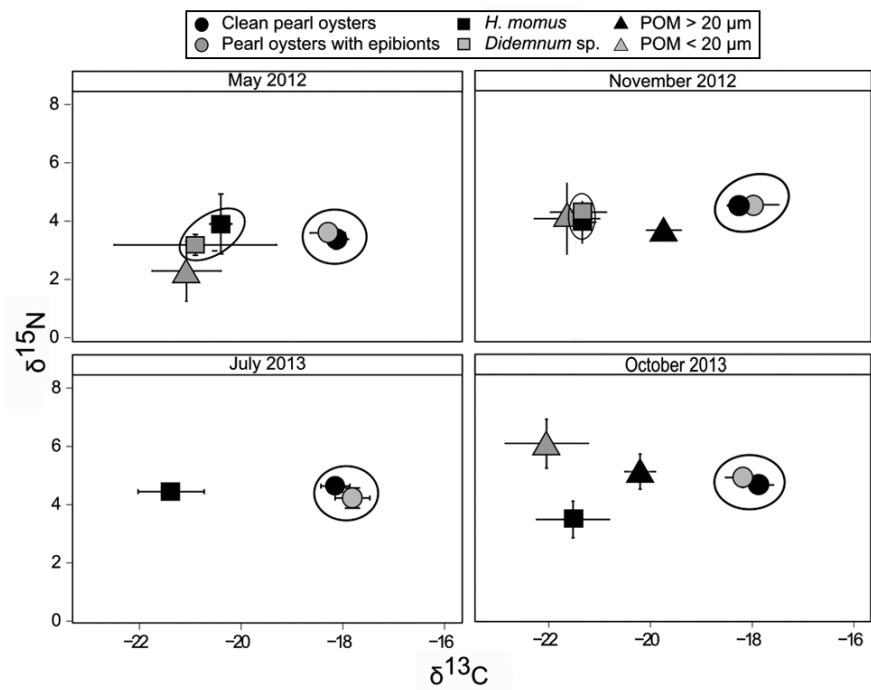 Clean pearl oysters H. momus POM > 20 µm
Pearl oysters with epibionts Didemnum sp. POM < 20 µm
May 2012 November 2012
8
6
4
2
0
δ15N
July 2013 October 2013
8
6
4
2
0
−22 −20 −18 −16 −22 −20 −18 −16
δ13C